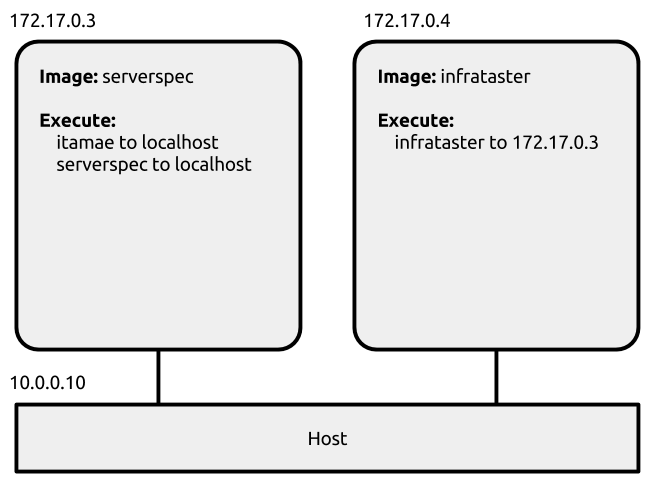 172.17.0.3
Image: serverspec
Execute:
itamae to localhost
serverspec to localhost
172.17.0.4
Image: infrataster
Execute:
infrataster to 172.17.0.3
10.0.0.10
Host